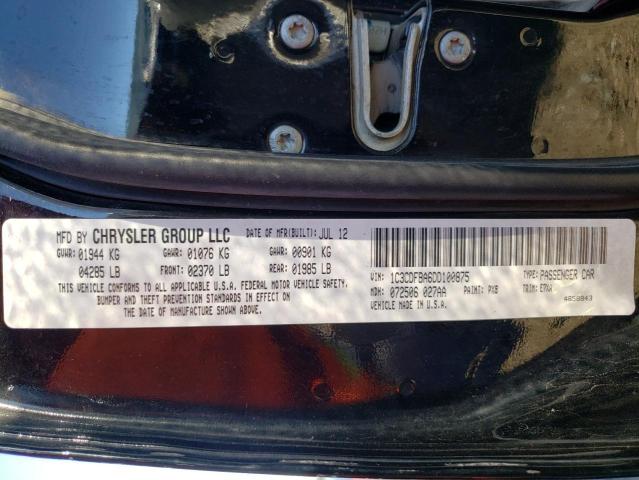 MFD BY CHRYSLER GROUP LLC DATE OF MFR(BUILT): JUL 12
GVWR: 01944 KG GAWR: 01076 KG GAWR: 00901 KG
04285 LB FRONT: 02370 LB REAR: 01985 LB
THIS VEHICLE CONFORMS TO ALL APPLICABLE U.S.A. FEDERAL MOTOR VEHICLE SAFETY,
BUMPER AND THEFT PREVENTION STANDARDS IN EFFECT ON
THE DATE OF MANUFACTURE SHOWN ABOVE.
VIN: 1C3CDFBA6DD100875 TYPE: PASSENGER CAR
MDH: 072506 027AA PAINT: PX8 TRIM:
VEHICLE MADE IN U.S.A. 4658843